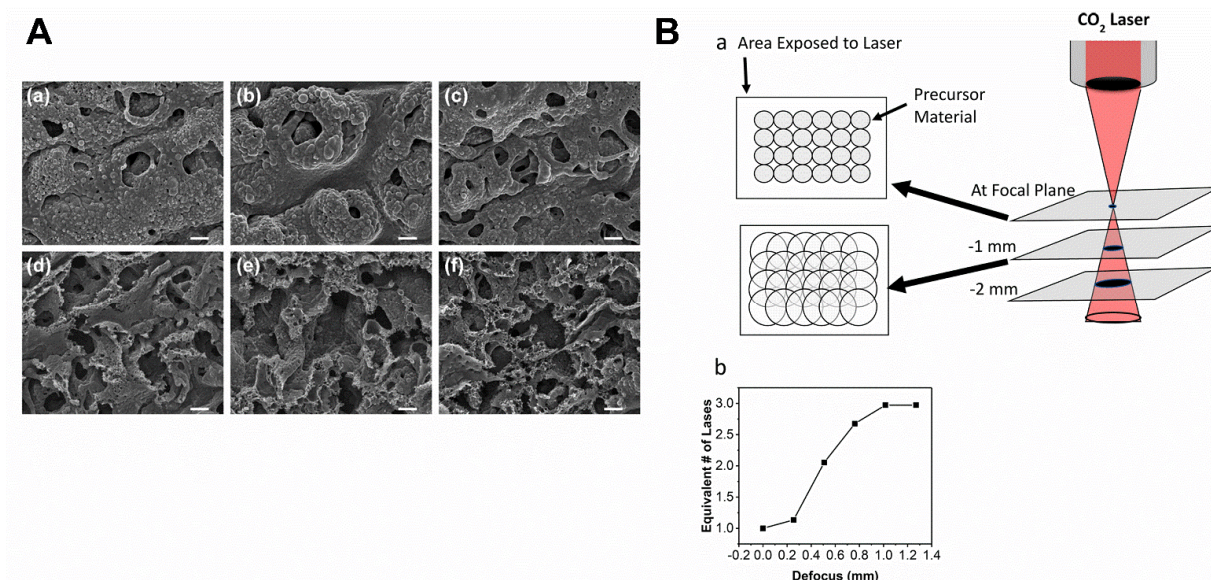 A
(a)
(b)
(c)
(d)
(e)
(f)
B
CO2 Laser
a Area Exposed to Laser
Precursor
Material
At Focal Plane
-1 mm
-2 mm
b
Equivalent # of Lases
3.0
2.5
2.0
1.5
1.0
-0.2 0.0 0.2 0.4 0.6 0.8 1.0 1.2 1.4
Defocus (mm)